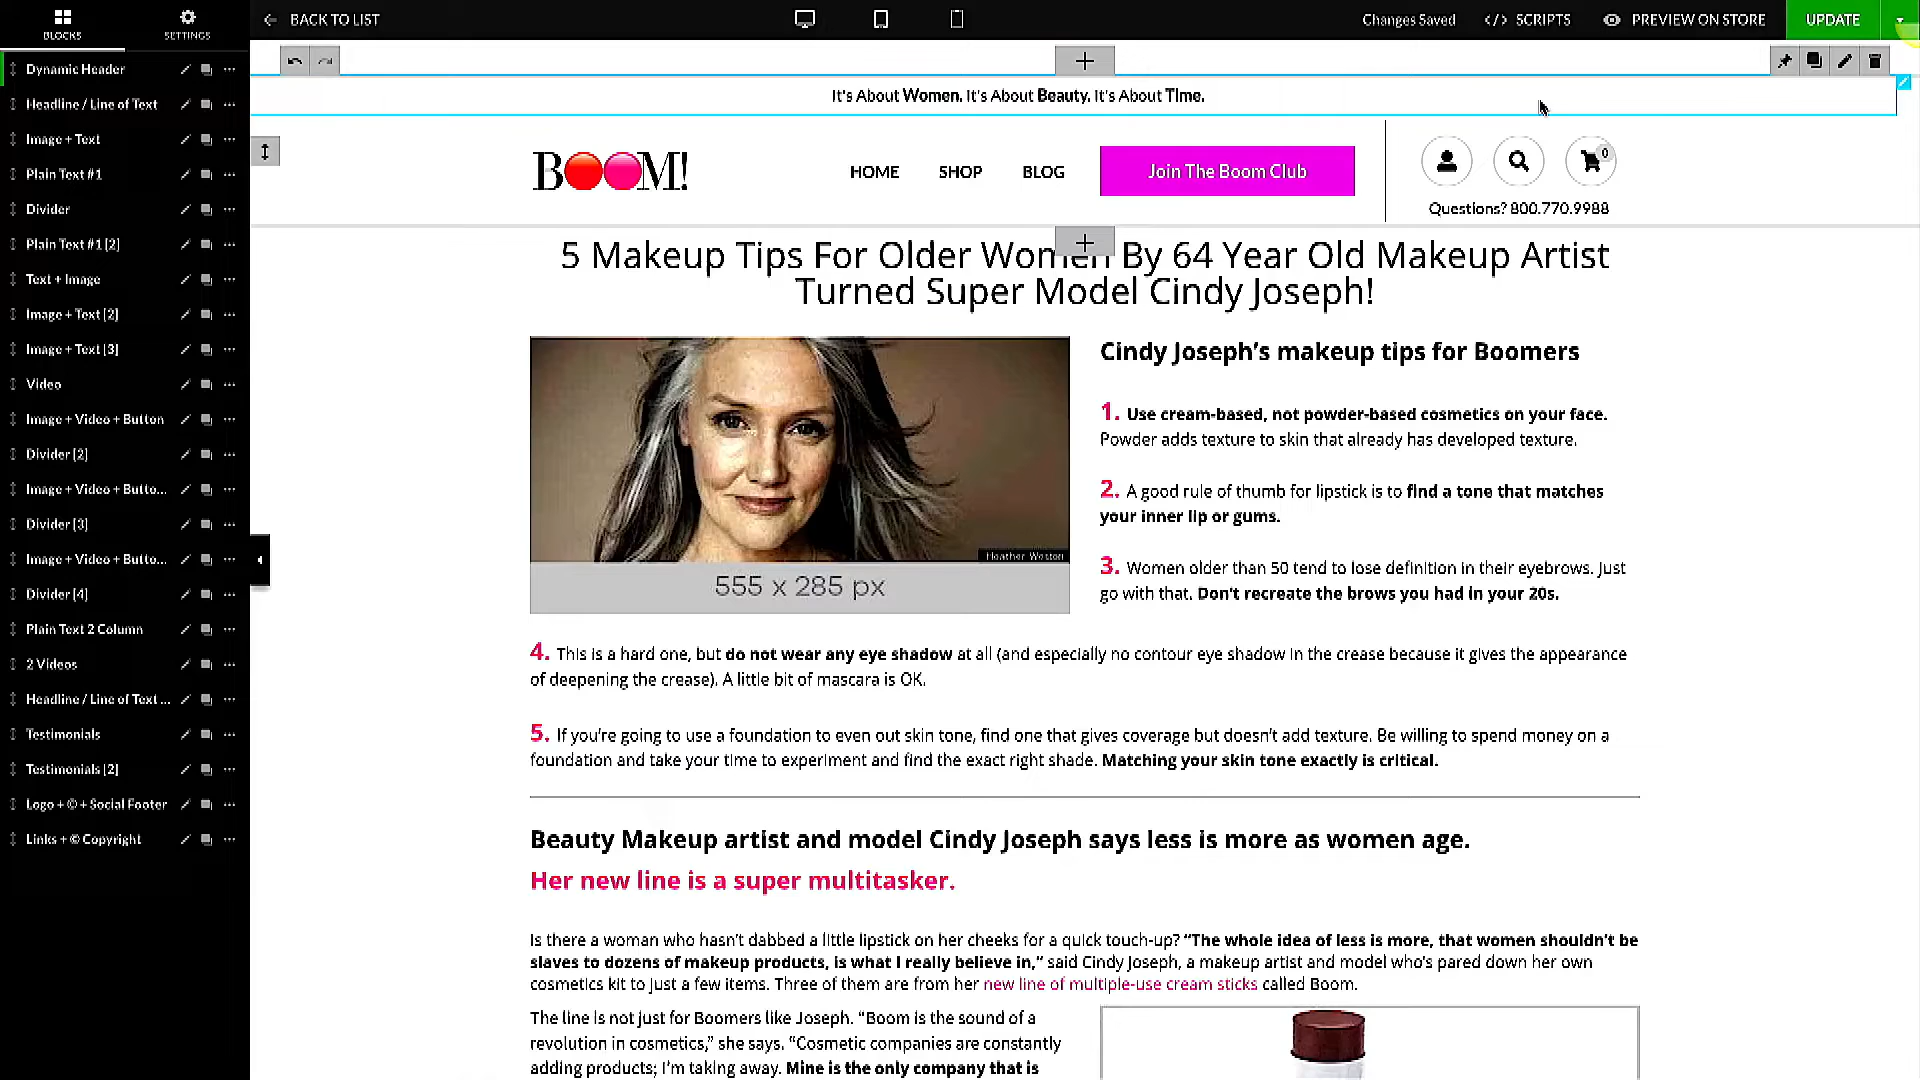 BLOCKS
SETTINGS
BACK TO LIST
Changes Saved
</> SCRIPTS
PREVIEW ON STORE
UPDATE
Dynamic Header
Headline / Line of Text
Image + Text
Plain Text #1
Divider
Plain Text #1 [2]
Text + Image
Image + Text [2]
Image + Text [3]
Video
Image + Video + Button
Divider [2]
Image + Video + Butto...
Divider [3]
Image + Video + Butto...
Divider [4]
Plain Text 2 Column
2 Videos
Headline / Line of Text ...
Testimonials
Testimonials [2]
Logo + © + Social Footer
Links + © Copyright
It's About Women. It's About Beauty. It's About Time.
BOOM!
HOME
SHOP
BLOG
Join The Boom Club
0
Questions? 800.770.9988
5 Makeup Tips For Older Women By 64 Year Old Makeup Artist
Turned Super Model Cindy Joseph!
Heather Weston
555 x 285 px
Cindy Joseph’s makeup tips for Boomers
1. Use cream-based, not powder-based cosmetics on your face.
Powder adds texture to skin that already has developed texture.
2. A good rule of thumb for lipstick is to find a tone that matches
your inner lip or gums.
3. Women older than 50 tend to lose definition in their eyebrows. Just
go with that. Don’t recreate the brows you had in your 20s.
4. This is a hard one, but do not wear any eye shadow at all (and especially no contour eye shadow in the crease because it gives the appearance
of deepening the crease). A little bit of mascara is OK.
5. If you’re going to use a foundation to even out skin tone, find one that gives coverage but doesn’t add texture. Be willing to spend money on a
foundation and take your time to experiment and find the exact right shade. Matching your skin tone exactly is critical.
Beauty Makeup artist and model Cindy Joseph says less is more as women age.
Her new line is a super multitasker.
Is there a woman who hasn’t dabbed a little lipstick on her cheeks for a quick touch-up? “The whole idea of less is more, that women shouldn’t be
slaves to dozens of makeup products, is what I really believe in,” said Cindy Joseph, a makeup artist and model who’s pared down her own
cosmetics kit to just a few items. Three of them are from her new line of multiple-use cream sticks called Boom.
The line is not just for Boomers like Joseph. “Boom is the sound of a
revolution in cosmetics,” she says. “Cosmetic companies are constantly
adding products; I’m taking away. Mine is the only company that is